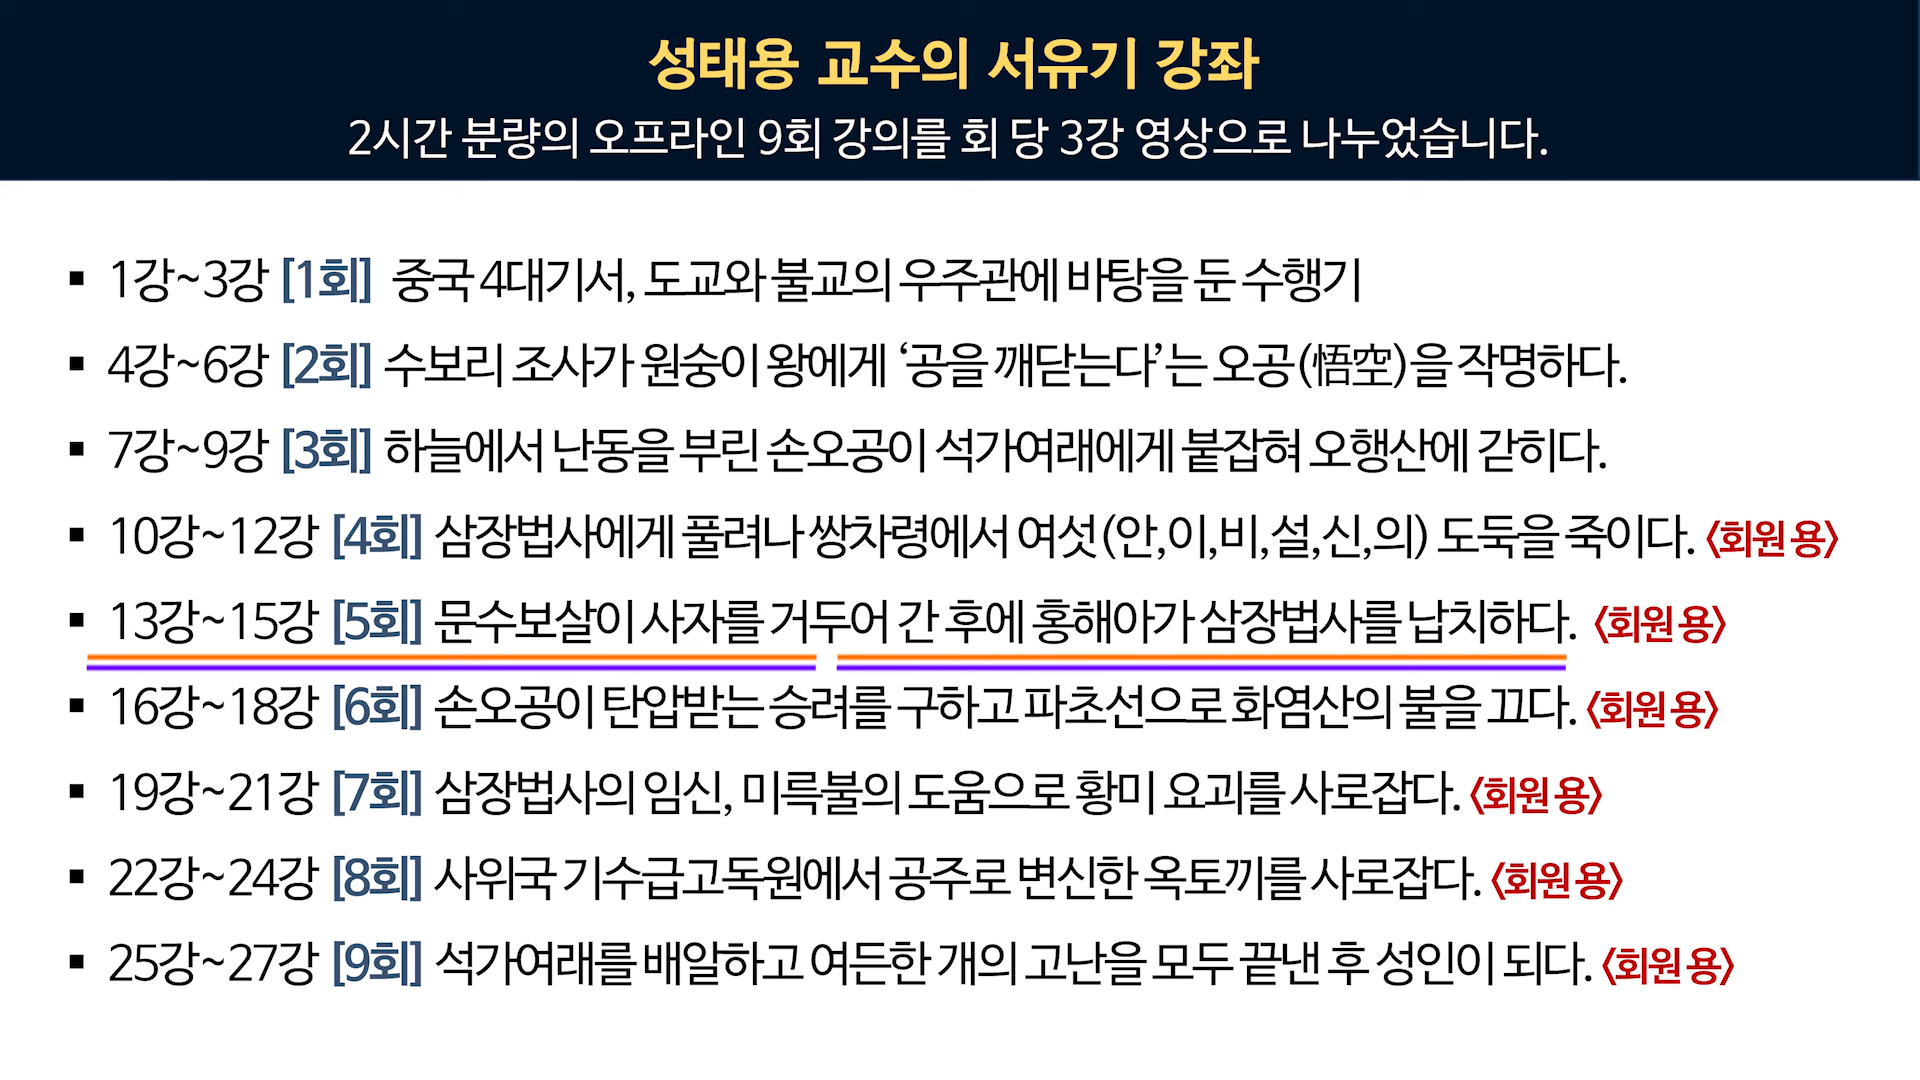 성태용 교수의 서유기 강좌
2시간 분량의 오프라인 9회 강의를 회 당 3강 영상으로 나누었습니다.
▪ 1강~3강 [1회] 중국 4대기서, 도교와 불교의 우주관에 바탕을 둔 수행기
▪ 4강~6강 [2회] 수보리 조사가 원숭이 왕에게 ‘공을 깨닫는다’는 오공(悟空)을 작명하다.
▪ 7강~9강 [3회] 하늘에서 난동을 부린 손오공이 석가여래에게 붙잡혀 오행산에 갇히다.
▪ 10강~12강 [4회] 삼장법사에게 풀려나 쌍차령에서 여섯(안,이,비,설,신,의) 도둑을 죽이다. <회원용>
▪ 13강~15강 [5회] 문수보살이 사자를 거두어 간 후에 홍해아가 삼장법사를 납치하다. <회원용>
▪ 16강~18강 [6회] 손오공이 탄압받는 승려를 구하고 파초선으로 화염산의 불을 끄다. <회원용>
▪ 19강~21강 [7회] 삼장법사의 임신, 미륵불의 도움으로 황미 요괴를 사로잡다. <회원용>
▪ 22강~24강 [8회] 사위국 기수급고독원에서 공주로 변신한 옥토끼를 사로잡다. <회원용>
▪ 25강~27강 [9회] 석가여래를 배알하고 여든한 개의 고난을 모두 끝낸 후 성인이 되다. <회원용>